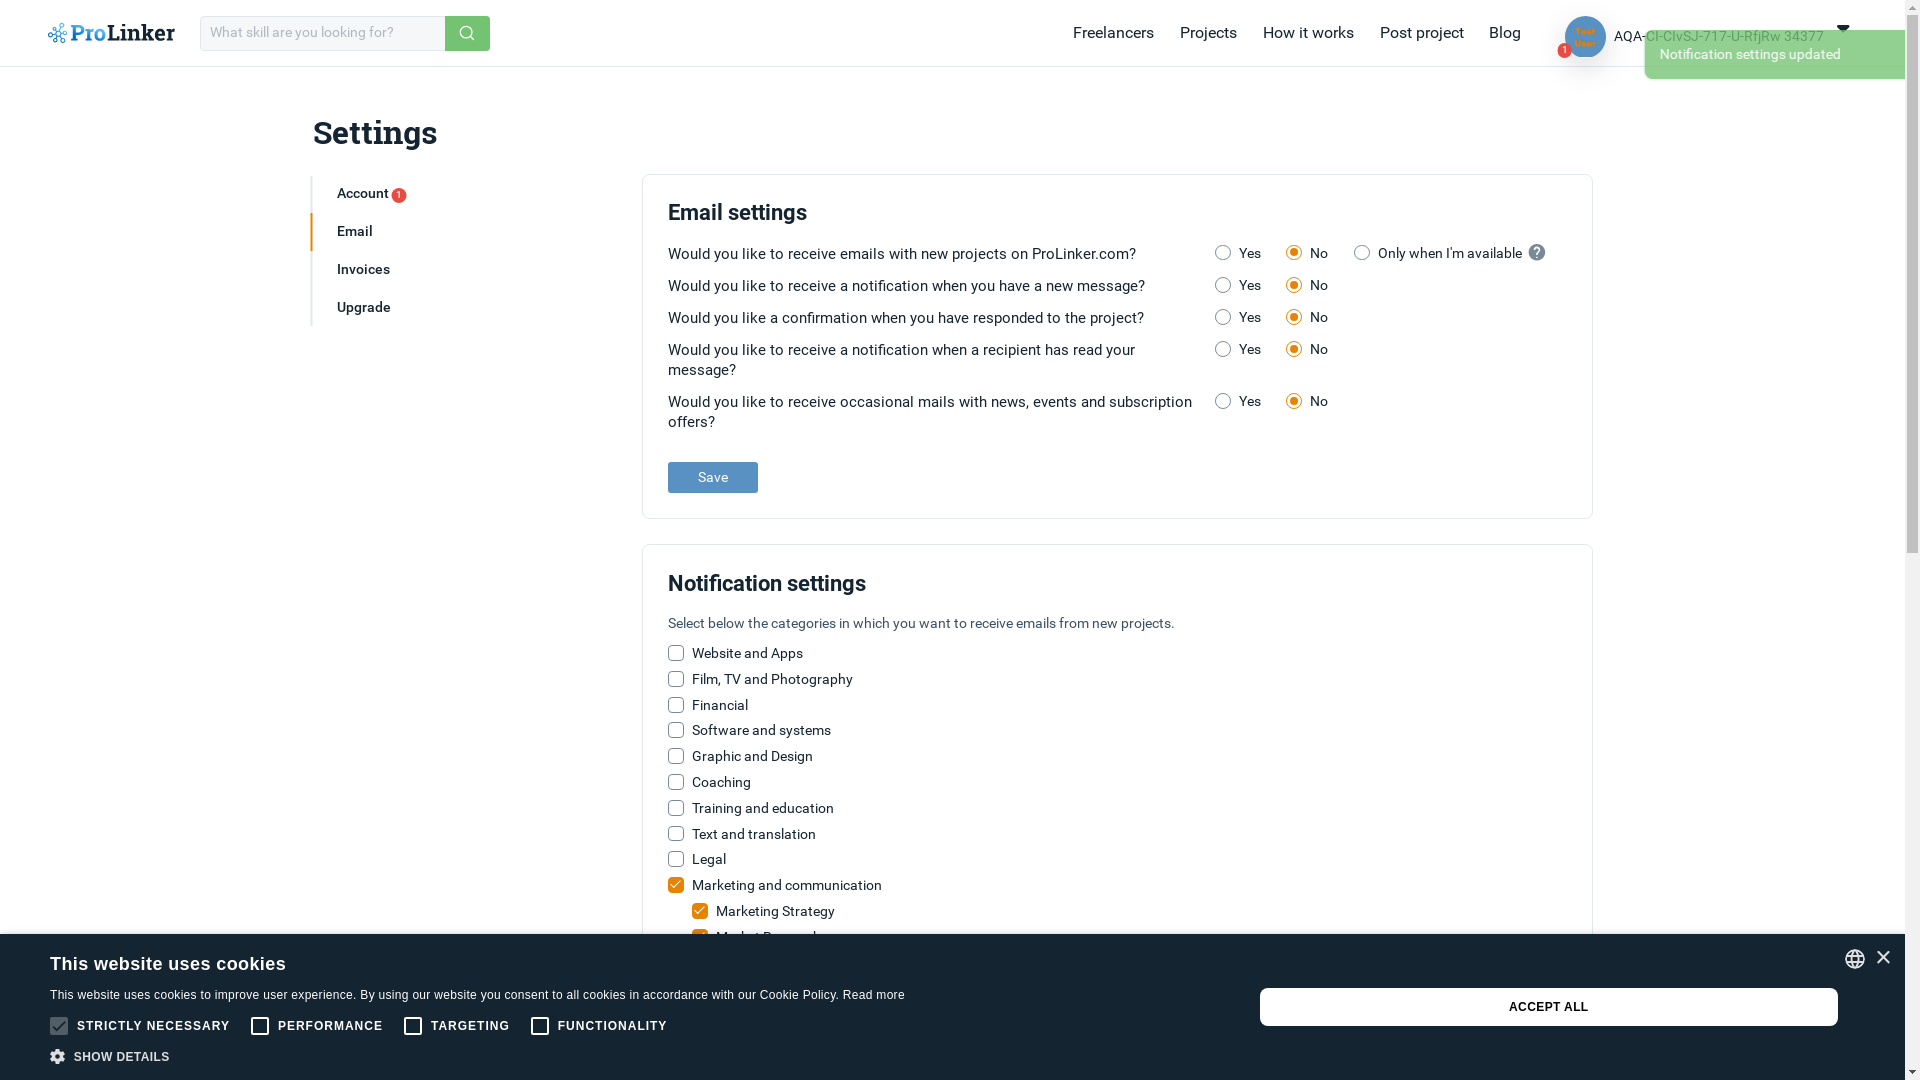 ProLinker
What skill are you looking for?
Freelancers
Projects
How it works
Post project
Blog
Test
User
1
AQA-CI-CIvSJ-717-U-RfjRw 34377
Notification settings updated
Settings
Account 1
Email
Invoices
Upgrade
Email settings
Would you like to receive emails with new projects on ProLinker.com? Yes No Only when I'm available ?
Would you like to receive a notification when you have a new message? Yes No
Would you like a confirmation when you have responded to the project? Yes No
Would you like to receive a notification when a recipient has read your Yes No
message?
Would you like to receive occasional mails with news, events and subscription Yes No
offers?
Save
Notification settings
Select below the categories in which you want to receive emails from new projects.
Website and Apps
Film, TV and Photography
Financial
Software and systems
Graphic and Design
Coaching
Training and education
Text and translation
Legal
Marketing and communication
Marketing Strategy
This website uses cookies
This website uses cookies to improve user experience. By using our website you consent to all cookies in accordance with our Cookie Policy. Read more
STRICTLY NECESSARY PERFORMANCE TARGETING FUNCTIONALITY
SHOW DETAILS
ACCEPT ALL